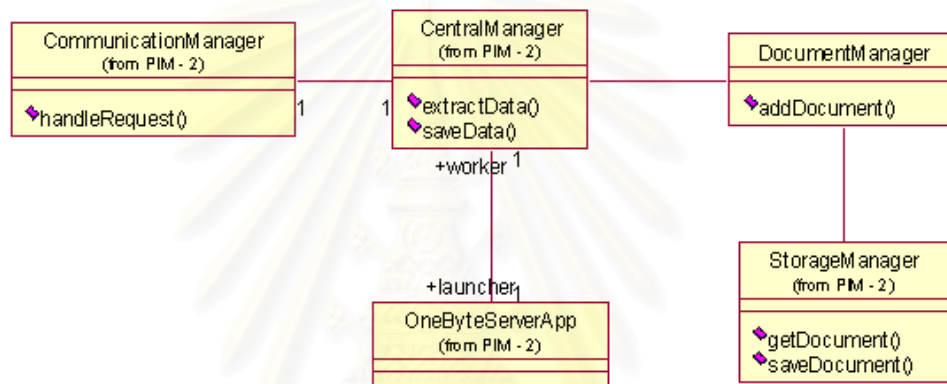 CommunicationManager
(from PIM - 2)
handleRequest()
1
1
CentralManager
(from PIM - 2)
extractData()
saveData()
1
+worker
DocumentManager
addDocument()
+launcher
1
OneByteServerApp
(from PIM - 2)
StorageManager
(from PIM - 2)
getDocument()
saveDocument()